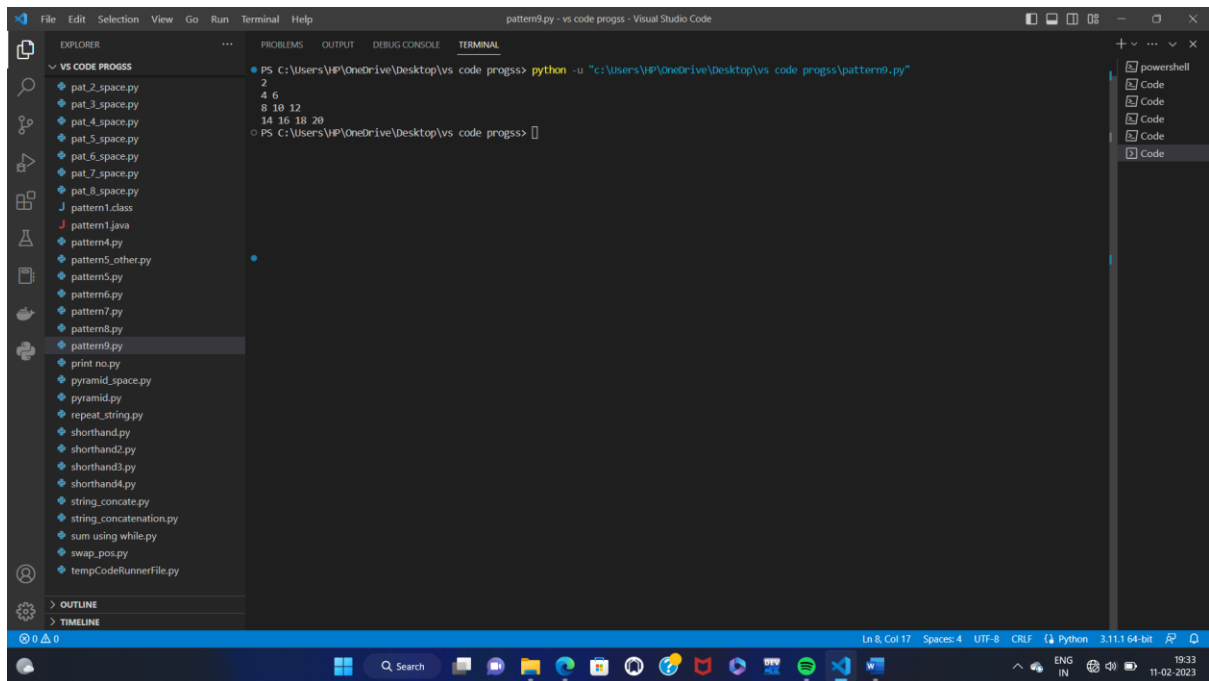 File Edit Selection View Go Run Terminal Help
pattern9.py - vs code progss - Visual Studio Code
EXPLORER
VS CODE PROGSS
pat_2_space.py
pat_3_space.py
pat_4_space.py
pat_5_space.py
pat_6_space.py
pat_7_space.py
pat_8_space.py
J pattern1.class
J pattern1.java
pattern4.py
pattern5_other.py
pattern5.py
pattern6.py
pattern7.py
pattern8.py
pattern9.py
print no.py
pyramid_space.py
pyramid.py
repeat_string.py
shorthand.py
shorthand2.py
shorthand3.py
shorthand4.py
string_concate.py
string_concatenation.py
sum using while.py
swap_pos.py
tempCodeRunnerFile.py
OUTLINE
TIMELINE
PROBLEMS OUTPUT DEBUG CONSOLE TERMINAL
PS C:\Users\HP\OneDrive\Desktop\vs code progss> python -u "c:\Users\HP\OneDrive\Desktop\vs code progss\pattern9.py"
2
4 6
8 10 12
14 16 18 20
PS C:\Users\HP\OneDrive\Desktop\vs code progss>
powershell
Code
Code
Code
Code
Code
0 0
Ln 8, Col 17 Spaces: 4 UTF-8 CRLF Python 3.11.1 64-bit
Search
ENG
IN
19:33
11-02-2023